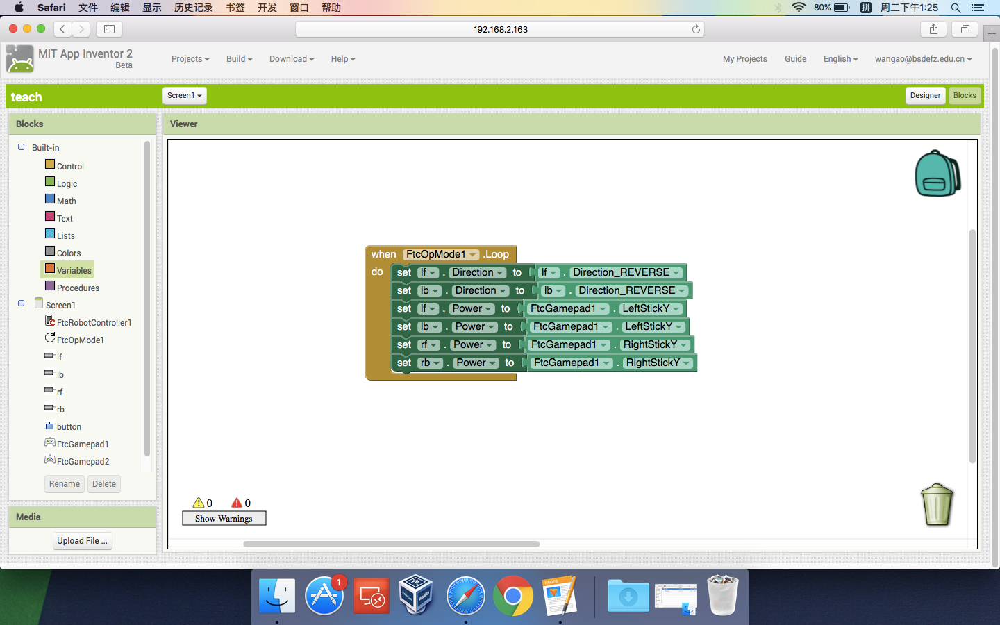 Safari 文件 编辑 显示 历史记录 书签 开发 窗口 帮助 80% 拼 周二下午1:25
192.168.2.163
MIT App Inventor 2
Beta
Projects Build Download Help My Projects Guide English wangao@bsdefz.edu.cn
teach Screen1 Designer Blocks
Blocks
Viewer
Built-in
Control
Logic
Math
Text
Lists
Colors
Variables
Procedures
Screen1
FtcRobotController1
FtcOpMode1
lf
lb
rf
rb
button
FtcGamepad1
FtcGamepad2
Rename Delete
Media
Upload File ...
when FtcOpMode1 .Loop
do set lf . Direction to lf . Direction_REVERSE
set lb . Direction to lb . Direction_REVERSE
set lf . Power to FtcGamepad1 . LeftStickY
set lb . Power to FtcGamepad1 . LeftStickY
set rf . Power to FtcGamepad1 . RightStickY
set rb . Power to FtcGamepad1 . RightStickY
0 0
Show Warnings
1
PAGES